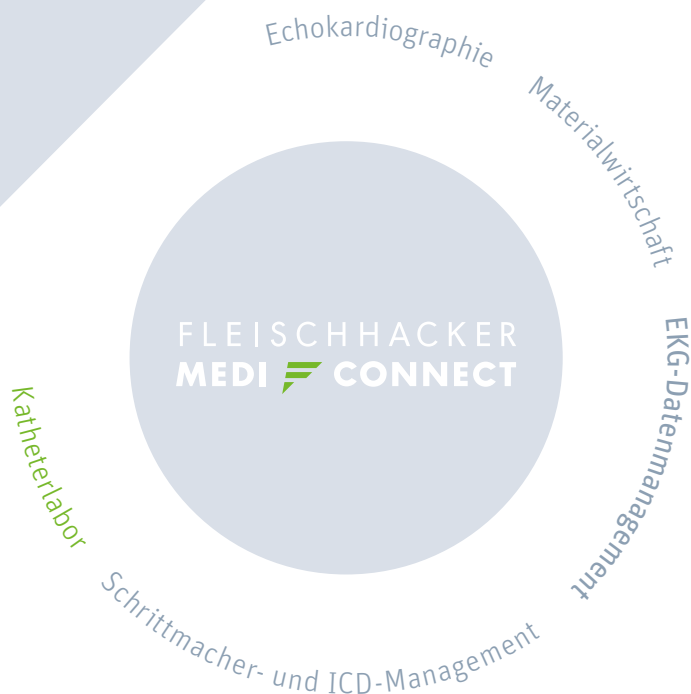 Echokardiographie
Materialwirtschaft
EKG-Datenmanagement
Schrittmacher- und ICD-Management
Katheterlabor
FLEISCHHACKER
MEDI CONNECT